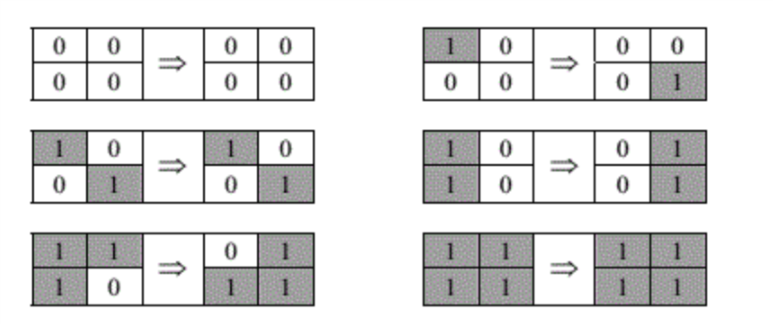 0 0 ⇒ 0 0 1 0 ⇒ 0 0
0 0 0 0 0 0 0 1
1 0 ⇒ 1 0 1 0 ⇒ 0 1
0 1 0 1 1 0 0 1
1 1 ⇒ 0 1 1 1 ⇒ 1 1
1 0 1 1 1 1 1 1